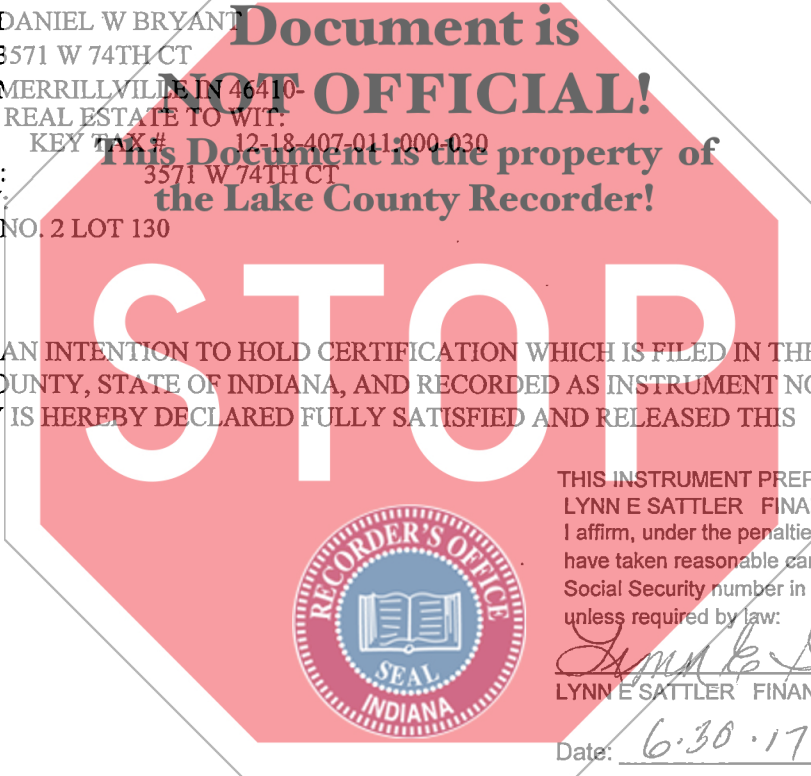 DANIEL W BRYANT
Document is
3571 W 74TH CT
MERRILLVILLE IN 46410-
NOT OFFICIAL!
REAL ESTATE TO WIT:
KEY TAX # 12-18-407-011.000-030
This Document is the property of
: 3571 W 74TH CT
the Lake County Recorder!
NO. 2 LOT 130
STOP
AN INTENTION TO HOLD CERTIFICATION WHICH IS FILED IN THE
OUNTY, STATE OF INDIANA, AND RECORDED AS INSTRUMENT NO
Y IS HEREBY DECLARED FULLY SATISFIED AND RELEASED THIS
THIS INSTRUMENT PREP
LYNN E SATTLER FINA
I affirm, under the penaltie
have taken reasonable car
Social Security number in
unless required by law:
Lynn E S
LYNN E SATTLER FINAN
Date: 6.30.17
RECORDER'S OFFICE
SEAL
INDIANA